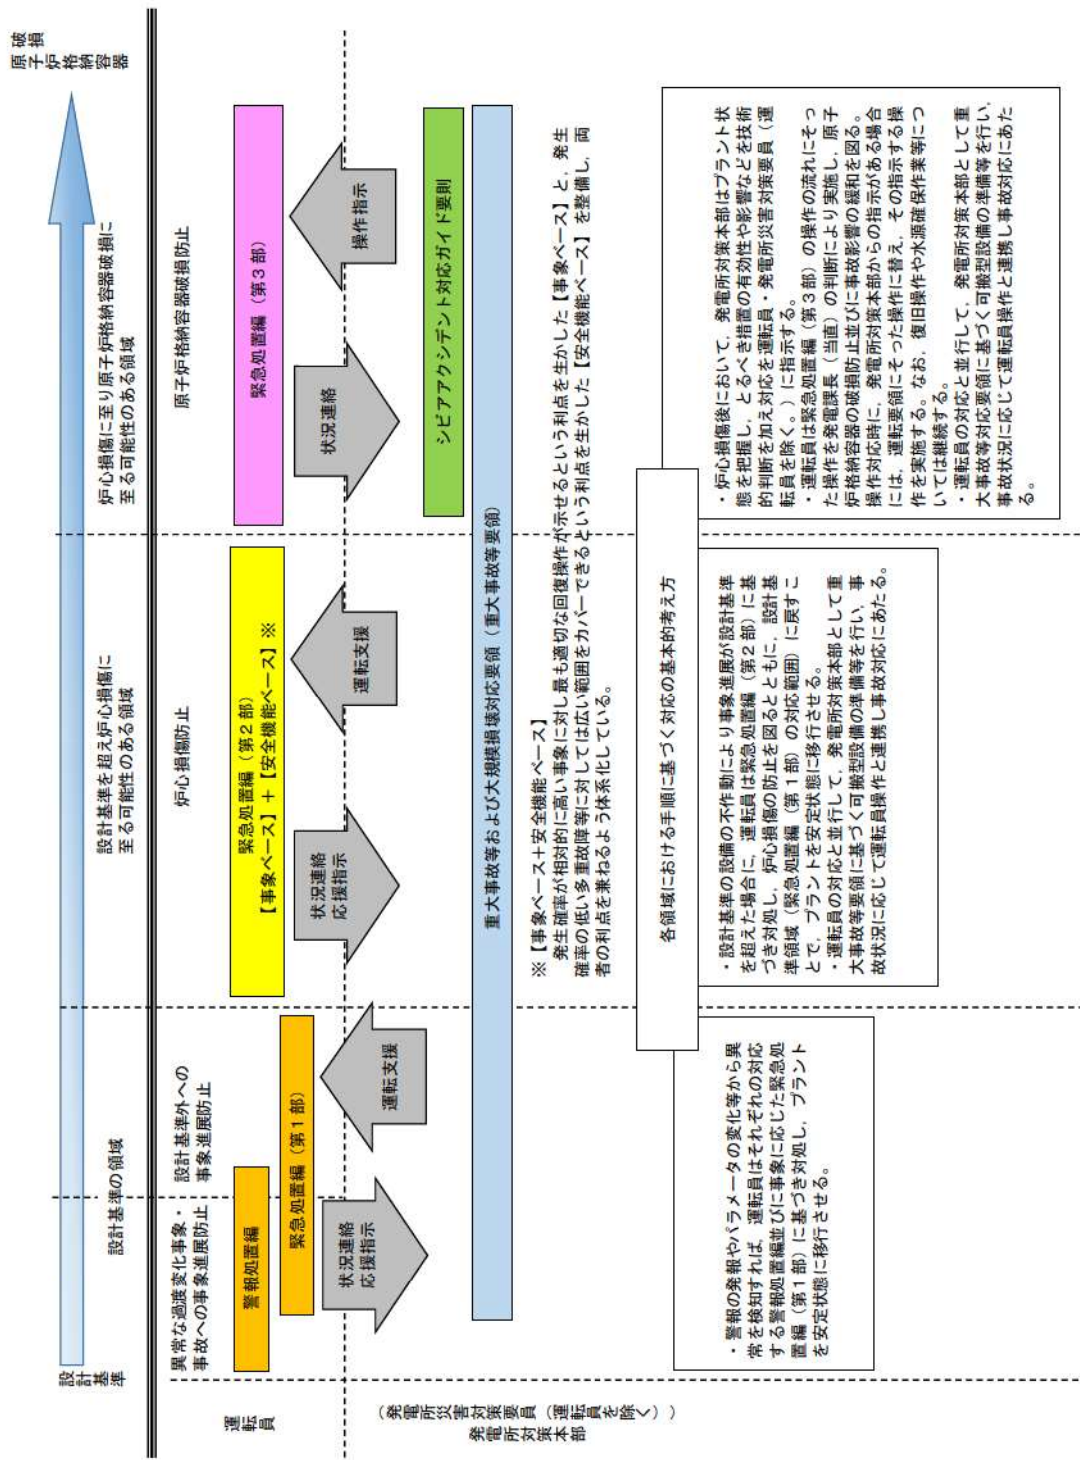 設計基準
原子炉格納容器
破損
設計基準の領域
設計基準を超え炉心損傷に
至る可能性のある領域
炉心損傷に至り原子炉格納容器破損に
至る可能性のある領域
異常な過渡変化事象・
事故への事象進展防止
設計基準外への
事象進展防止
炉心損傷防止
原子炉格納容器破損防止
運転員
警報処置編
緊急処置編（第１部）
緊急処置編（第２部）
【事象ベース】＋【安全機能ベース】※
緊急処置編（第３部）
状況連絡
応援指示
運転支援
状況連絡
応援指示
運転支援
状況連絡
操作指示
発電所対策本部
（発電所災害対策要員（運転員を除く））
シビアアクシデント対応ガイド要則
重大事故等および大規模損壊対応要領（重大事故等要領）
※【事象ベース＋安全機能ベース】
発生確率が相対的に高い事象に対し最も適切な回復操作が示せるという利点を生かした【事象ベース】と，発生
確率の低い多重故障等に対しては広い範囲をカバーできるという利点を生かした【安全機能ベース】を整備し，両
者の利点を兼ねるよう体系化している。
各領域における手順に基づく対応の基本的考え方
・警報の発報やパラメータの変化等から異
常を検知すれば，運転員はそれぞれの対応
する警報処置編並びに事象に応じた緊急処
置編（第１部）に基づき対処し，プラント
を安定状態に移行させる。
・設計基準の設備の不作動により事象進展が設計基準
を超えた場合に，運転員は緊急処置編（第２部）に基
づき対処し，炉心損傷の防止を図るとともに，設計基
準領域（緊急処置編（第１部）の対応範囲）に戻すこ
とで，プラントを安定状態に移行させる。
・運転員の対応と並行して，発電所対策本部として重
大事故等要領に基づく可搬型設備の準備等を行い，事
故状況に応じて運転員操作と連携し事故対応にあたる。
・炉心損傷後において，発電所対策本部はプラント状
態を把握し，とるべき措置の有効性や影響などを技術
的判断を加え対応を運転員・発電所災害対策要員（運
転員を除く。）に指示する。
・運転員は緊急処置編（第３部）の操作の流れにそっ
た操作を発電課長（当直）の判断により実施し，原子
炉格納容器の破損防止並びに事故影響の緩和を図る。
操作対応時に，発電所対策本部からの指示がある場合
には，運転要領にそった操作に替え，その指示する操
作を実施する。なお，復旧操作や水源確保作業等につ
いては継続する。
・運転員の対応と並行して，発電所対策本部として重
大事故等対応要領に基づく可搬型設備の準備等を行い，
事故状況に応じて運転員操作と連携し事故対応にあた
る。